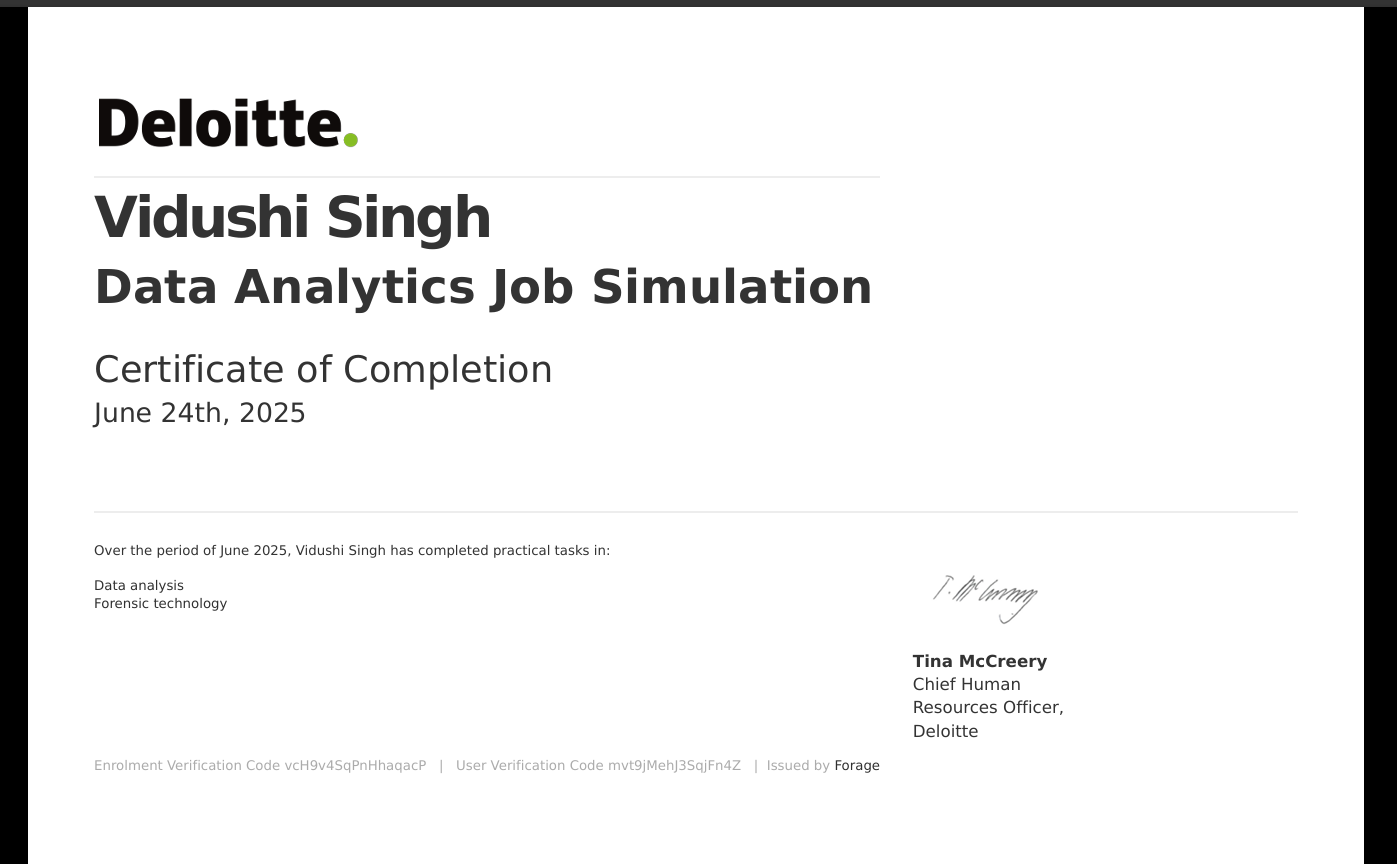 Deloitte.
Vidushi Singh
Data Analytics Job Simulation
Certificate of Completion
June 24th, 2025
Over the period of June 2025, Vidushi Singh has completed practical tasks in:
Data analysis
Forensic technology
T. McCreery
Tina McCreery
Chief Human
Resources Officer,
Deloitte
Enrolment Verification Code vcH9v4SqPnHhaqacP | User Verification Code mvt9jMehJ3SqjFn4Z | Issued by Forage